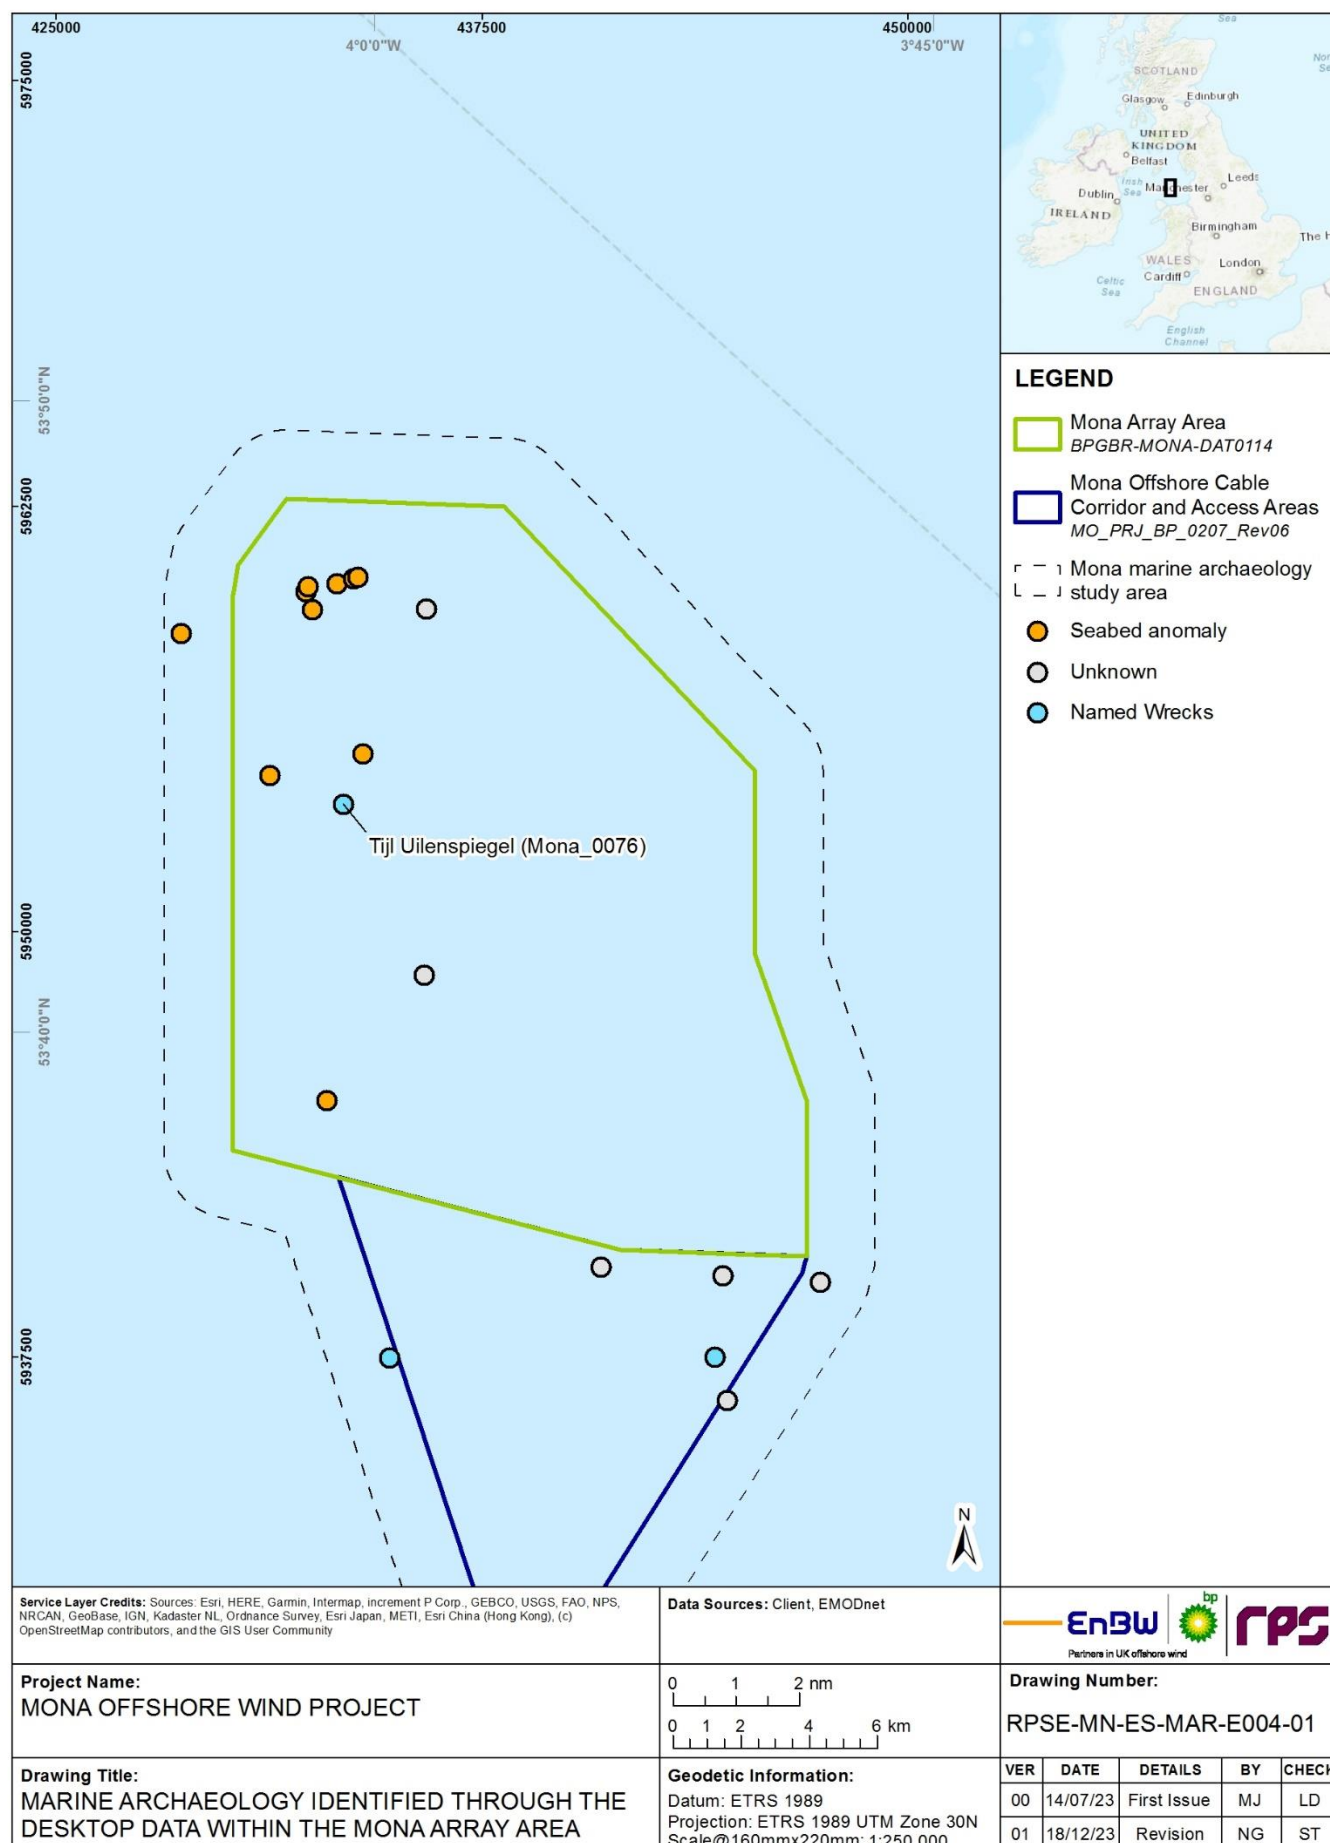 425000
437500
450000
4°0'0"W
3°45'0"W
5975000
53°50'0"N
5962500
5950000
53°40'0"N
5937500
Tijl Uilenspiegel (Mona_0076)
N
Sea
SCOTLAND
Glasgow
Edinburgh
UNITED
KINGDOM
Belfast
Irish
Sea
Leeds
Dublin
IRELAND
Birmingham
WALES
London
Cardiff
ENGLAND
Celtic
Sea
English
Channel
LEGEND
Mona Array Area
BPGBR-MONA-DAT0114
Mona Offshore Cable
Corridor and Access Areas
MO_PRJ_BP_0207_Rev06
Mona marine archaeology
study area
Seabed anomaly
Unknown
Named Wrecks
Service Layer Credits: Sources: Esri, HERE, Garmin, Intermap, increment P Corp., GEBCO, USGS, FAO, NPS,
NRCAN, GeoBase, IGN, Kadaster NL, Ordnance Survey, Esri Japan, METI, Esri China (Hong Kong), (c)
OpenStreetMap contributors, and the GIS User Community
Data Sources: Client, EMODnet
EnBW
bp
rps
Partners in UK offshore wind
Project Name:
MONA OFFSHORE WIND PROJECT
0 1 2 nm
0 1 2 4 6 km
Drawing Number:
RPSE-MN-ES-MAR-E004-01
Drawing Title:
MARINE ARCHAEOLOGY IDENTIFIED THROUGH THE
DESKTOP DATA WITHIN THE MONA ARRAY AREA
Geodetic Information:
Datum: ETRS 1989
Projection: ETRS 1989 UTM Zone 30N
Scale@160mmx220mm: 1:250,000
VER DATE DETAILS BY CHECK
00 14/07/23 First Issue MJ LD
01 18/12/23 Revision NG ST